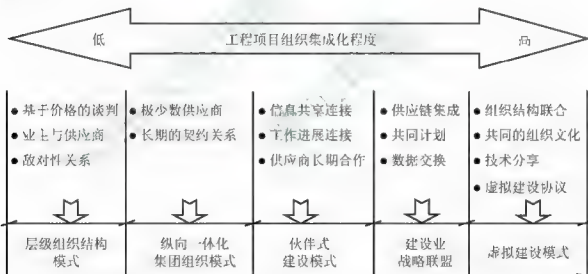 低 工程项目组织集成化程度 高
● 基于价格的谈判
● 业主与供应商
● 敌对性关系
● 极少数供应商
● 长期的契约关系
● 信息共享连接
● 工作进展连接
● 供应商长期合作
● 供应链集成
● 共同计划
● 数据交换
● 组织结构联合
● 共同的组织文化
● 技术分享
● 虚拟建设协议
层级组织结构
模式
纵向一体化
集团组织模式
伙伴式
建设模式
建设业
战略联盟
虚拟建设模式